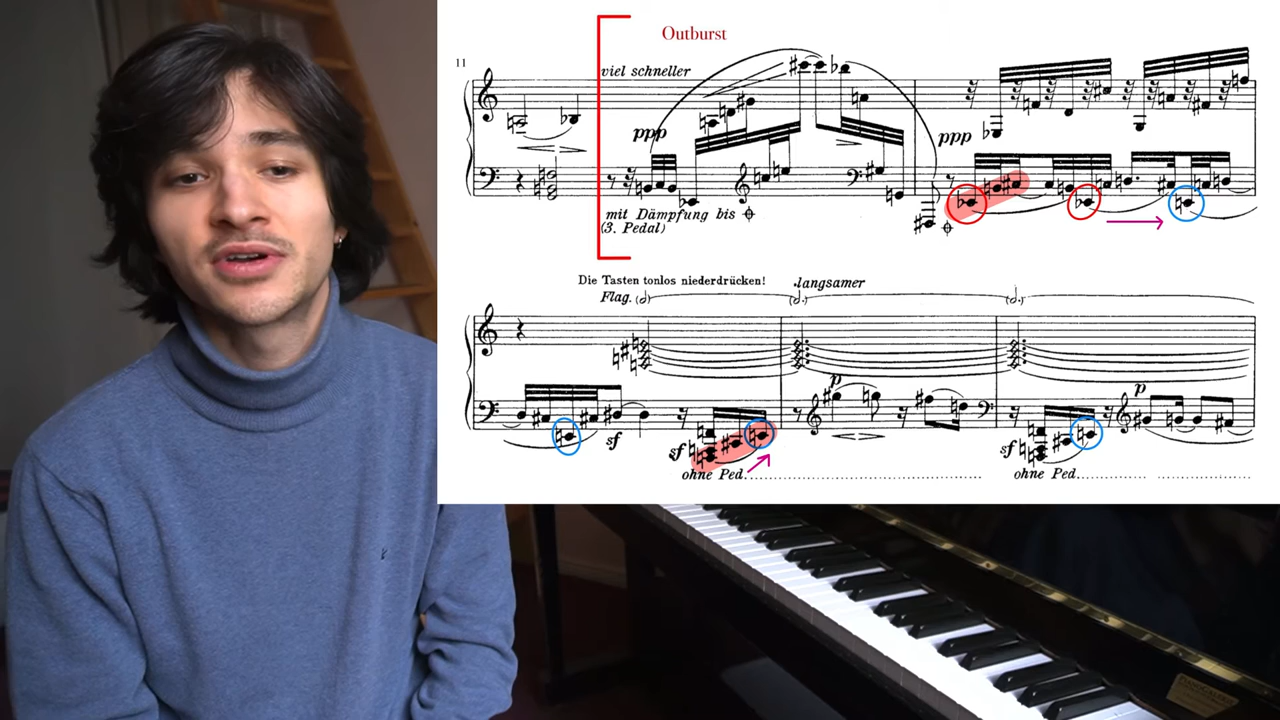 Outburst
11
viel schneller
ppp
ppp
mit Dämpfung bis
(3. Pedal)
Die Tasten tonlos niederdrücken!
Flag.
langsamer
p
p
sf
sf
sf
ohne Ped.
ohne Ped.